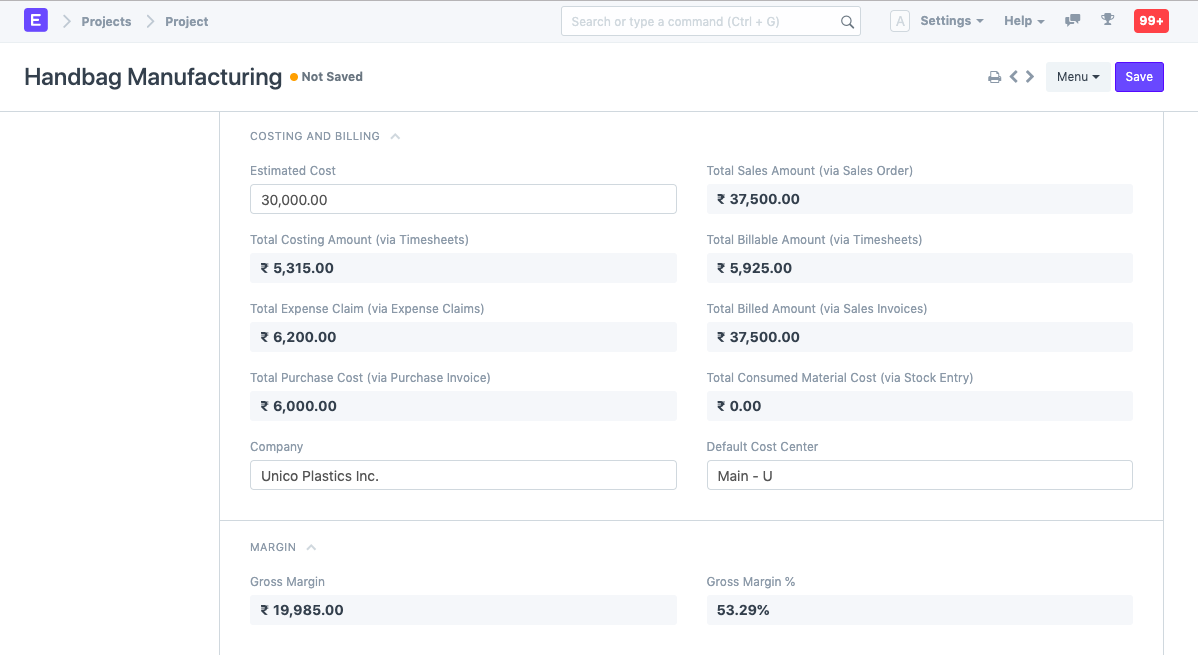 E Projects Project Search or type a command (Ctrl + G) A Settings Help 99+
Handbag Manufacturing Not Saved Menu Save
COSTING AND BILLING
Estimated Cost
30,000.00
Total Sales Amount (via Sales Order)
₹ 37,500.00
Total Costing Amount (via Timesheets)
₹ 5,315.00
Total Billable Amount (via Timesheets)
₹ 5,925.00
Total Expense Claim (via Expense Claims)
₹ 6,200.00
Total Billed Amount (via Sales Invoices)
₹ 37,500.00
Total Purchase Cost (via Purchase Invoice)
₹ 6,000.00
Total Consumed Material Cost (via Stock Entry)
₹ 0.00
Company
Unico Plastics Inc.
Default Cost Center
Main - U
MARGIN
Gross Margin
₹ 19,985.00
Gross Margin %
53.29%